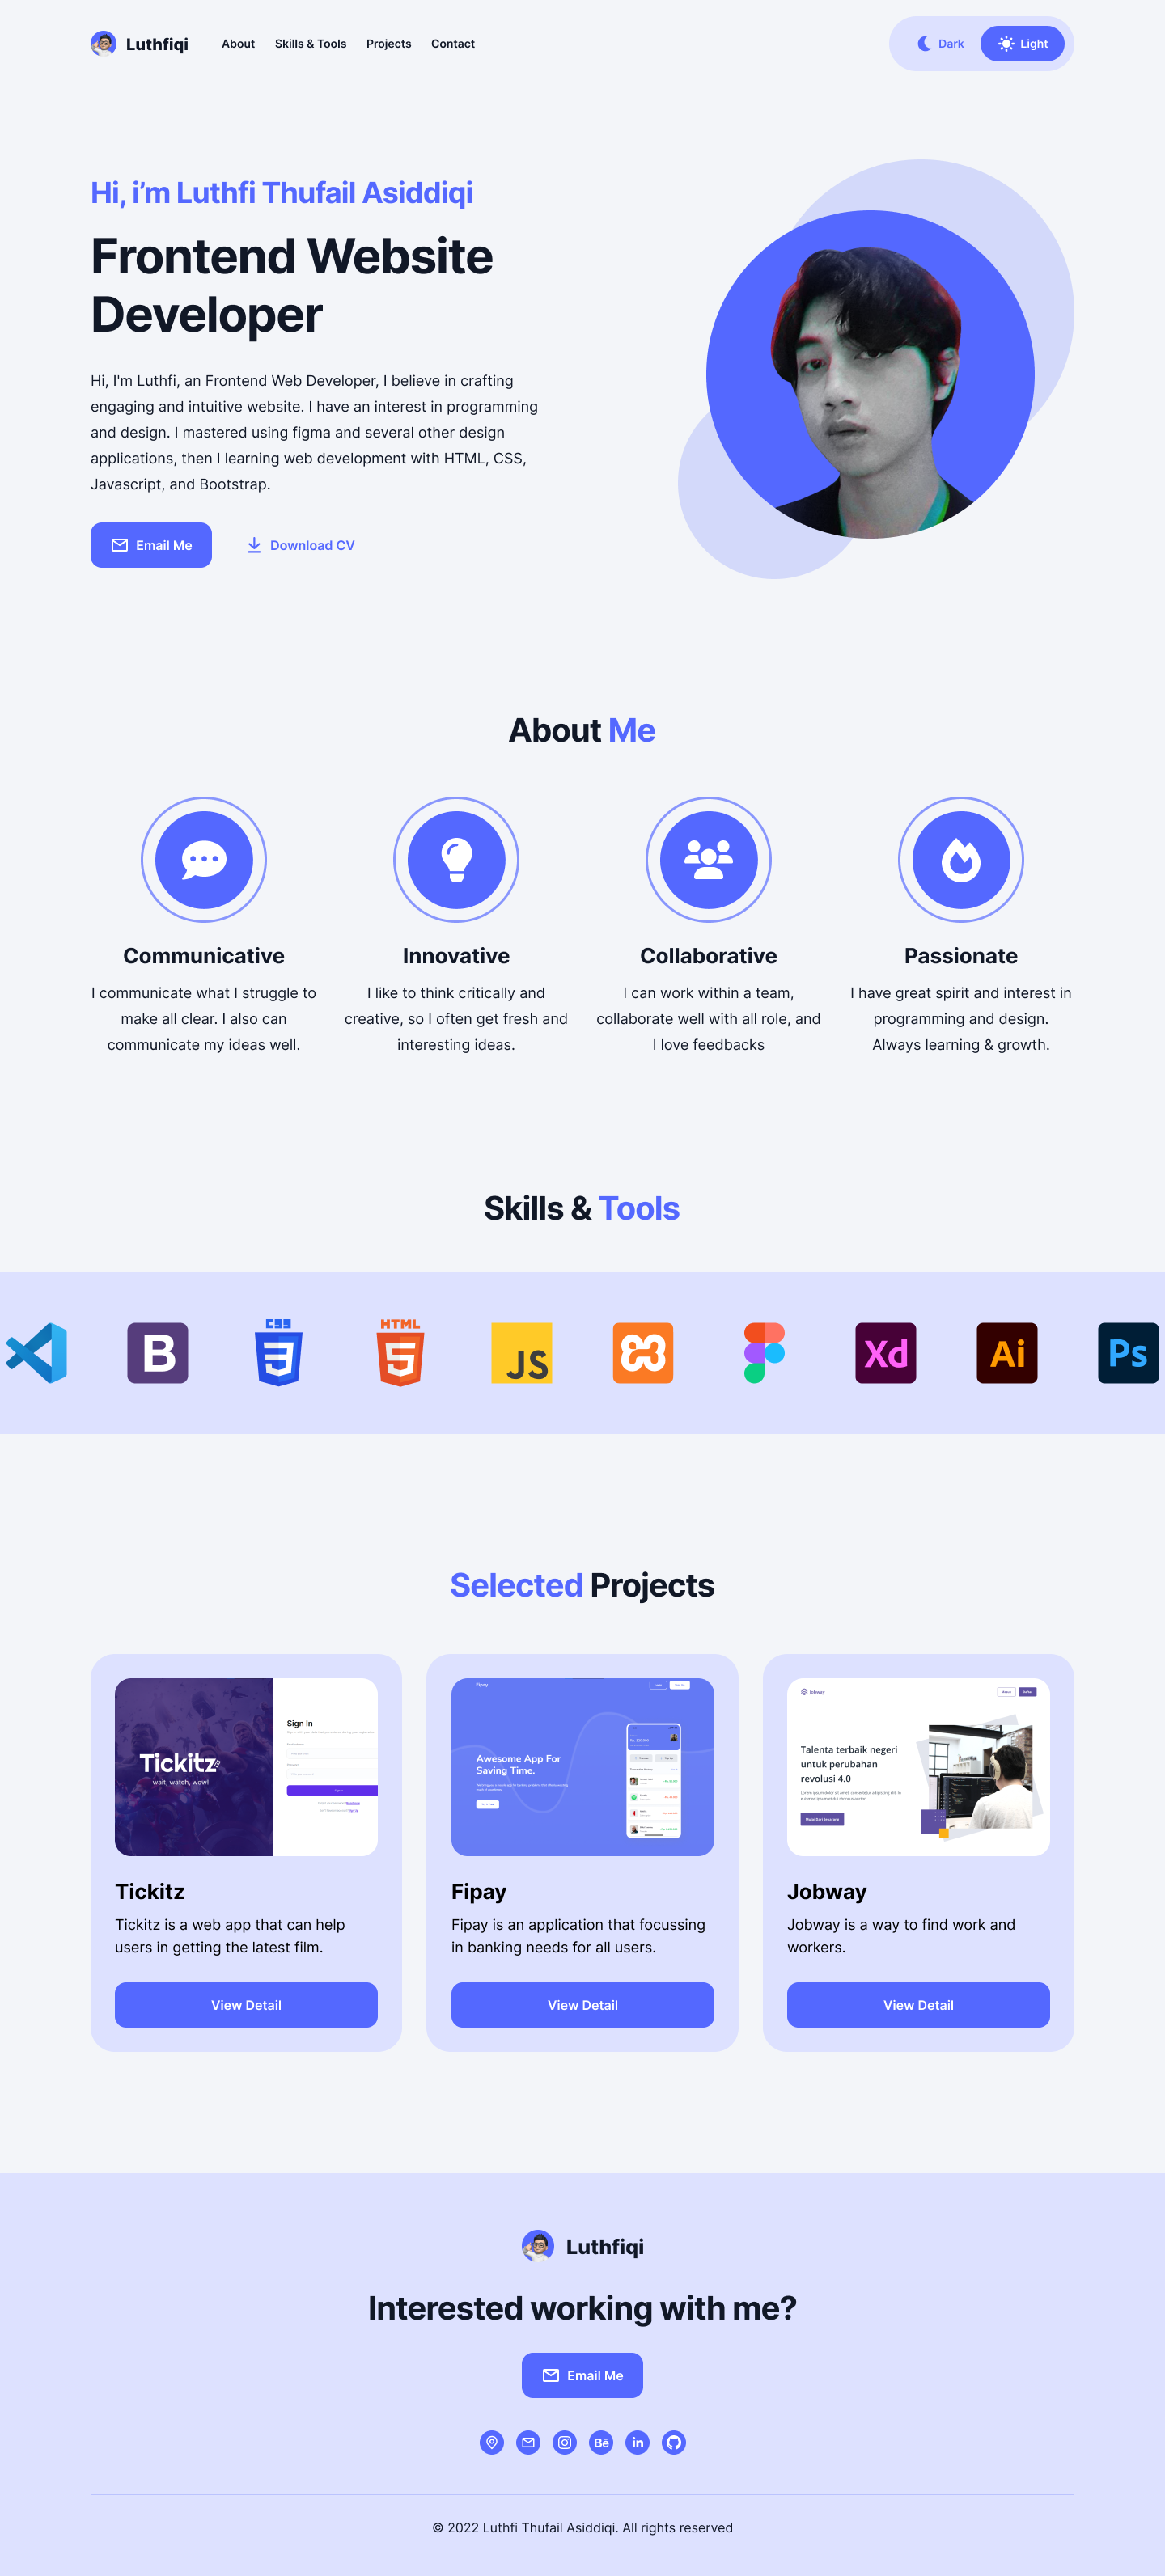 Luthfiqi
About
Skills & Tools
Projects
Contact
Dark
Light
Hi, i’m Luthfi Thufail Asiddiqi
Frontend Website
Developer
Hi, I'm Luthfi, an Frontend Web Developer, I believe in crafting
engaging and intuitive website. I have an interest in programming
and design. I mastered using figma and several other design
applications, then I learning web development with HTML, CSS,
Javascript, and Bootstrap.
Email Me
Download CV
About Me
Communicative
I communicate what I struggle to
make all clear. I also can
communicate my ideas well.
Innovative
I like to think critically and
creative, so I often get fresh and
interesting ideas.
Collaborative
I can work within a team,
collaborate well with all role, and
I love feedbacks
Passionate
I have great spirit and interest in
programming and design.
Always learning & growth.
Skills & Tools
B
CSS
3
HTML
5
JS
Xd
Ai
Ps
Selected Projects
Tickitz
wait, watch, wow!
Sign In
Tickitz
Tickitz is a web app that can help
users in getting the latest film.
View Detail
Fipay
Awesome App For
Saving Time.
Fipay
Fipay is an application that focussing
in banking needs for all users.
View Detail
jobway
Talenta terbaik negeri
untuk perubahan
revolusi 4.0
Jobway
Jobway is a way to find work and
workers.
View Detail
Luthfiqi
Interested working with me?
Email Me
Bē
in
© 2022 Luthfi Thufail Asiddiqi. All rights reserved